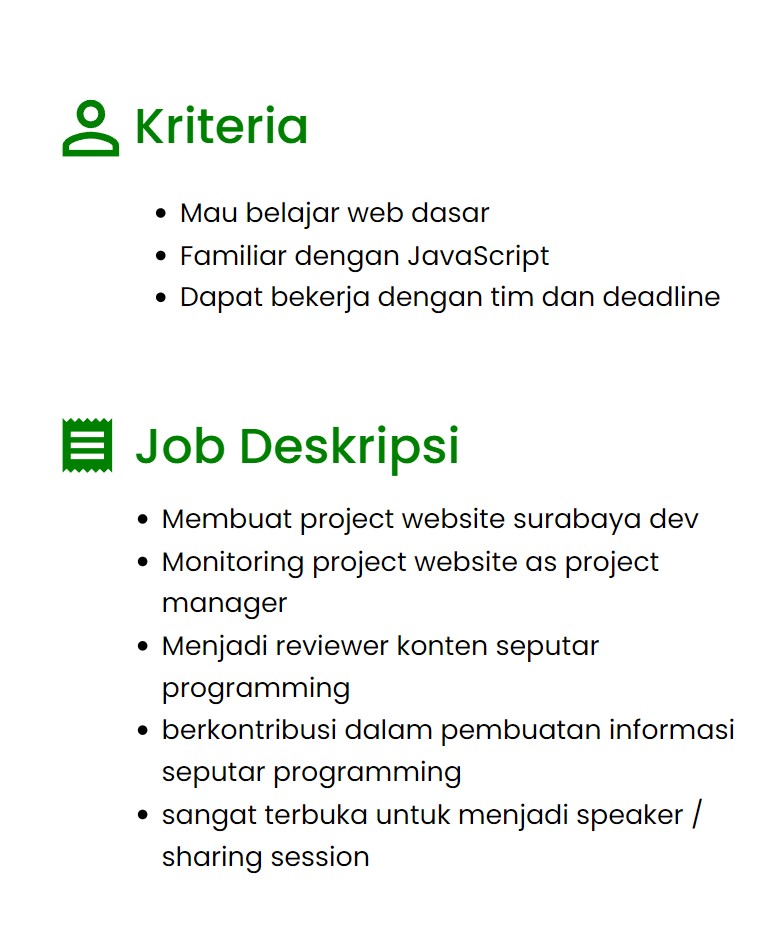 Kriteria
Mau belajar web dasar
Familiar dengan JavaScript
Dapat bekerja dengan tim dan deadline
Job Deskripsi
Membuat project website surabaya dev
Monitoring project website as project
manager
Menjadi reviewer konten seputar
programming
berkontribusi dalam pembuatan informasi
seputar programming
sangat terbuka untuk menjadi speaker /
sharing session